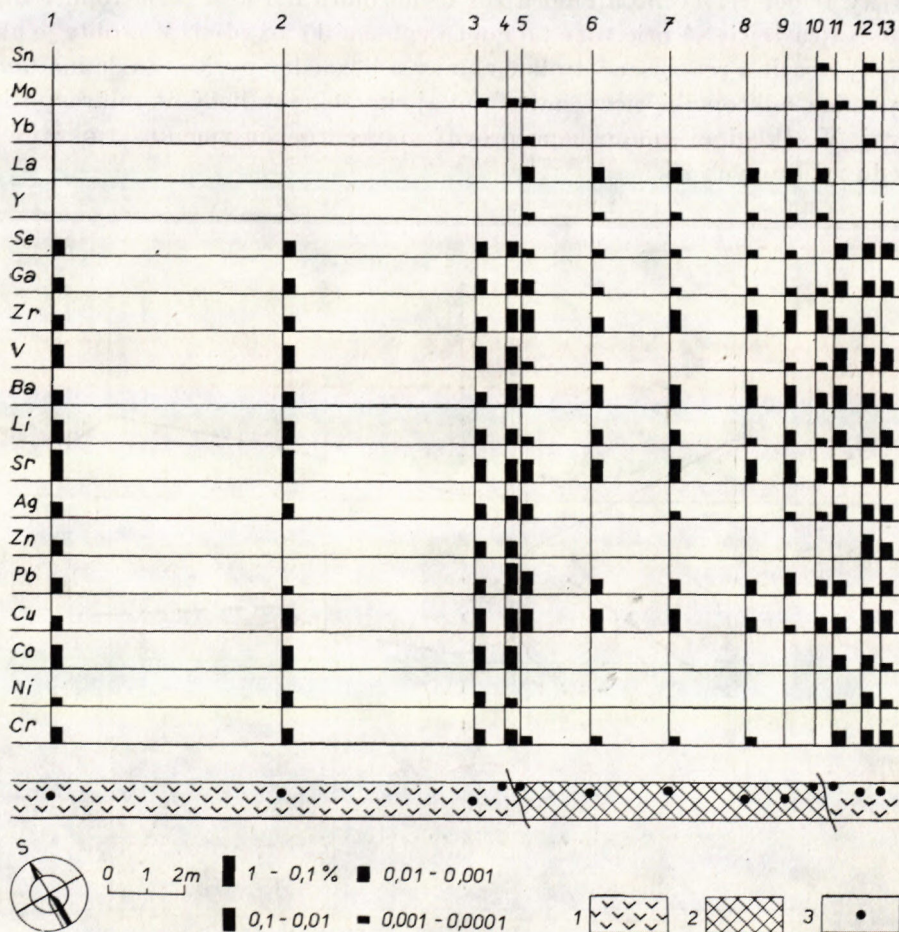 1 2 3 4 5 6 7 8 9 10 11 12 13
Sn
Mo
Yb
La
Y
Se
Ga
Zr
V
Ba
Li
Sr
Ag
Zn
Pb
Cu
Co
Ni
Cr
S
0 1 2m
1 - 0,1 %
0,01 - 0,001
0,1 - 0,01
0,001 - 0,0001
1
2
3